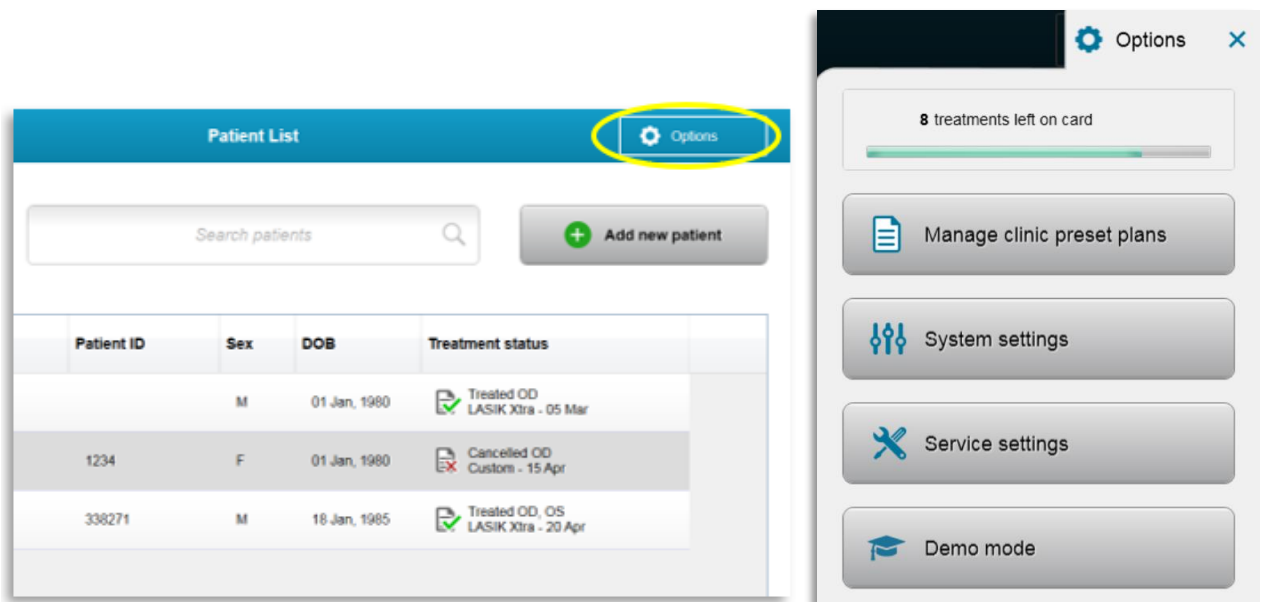 Patient List
Options
Search patients
Add new patient
Patient ID Sex DOB Treatment status
M 01 Jan, 1980 Treated OD
LASIK Xtra - 05 Mar
1234 F 01 Jan, 1980 Cancelled OD
Custom - 15 Apr
338271 M 18 Jan, 1985 Treated OD, OS
LASIK Xtra - 20 Apr
Options
8 treatments left on card
Manage clinic preset plans
System settings
Service settings
Demo mode